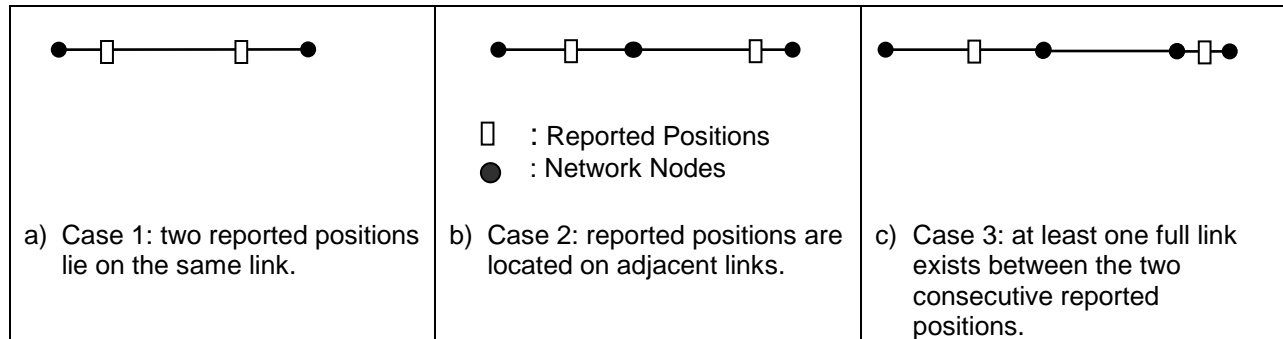 : Reported Positions
: Network Nodes
a) Case 1: two reported positions
lie on the same link.
b) Case 2: reported positions are
located on adjacent links.
c) Case 3: at least one full link
exists between the two
consecutive reported
positions.